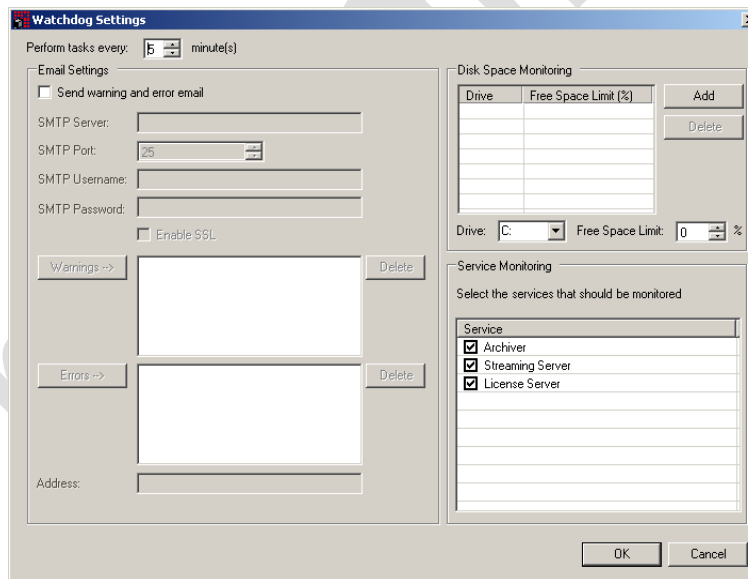 Watchdog Settings
Perform tasks every: 5 minute(s)
Email Settings
Send warning and error email
SMTP Server:
SMTP Port: 25
SMTP Username:
SMTP Password:
Enable SSL
Warnings -->
Delete
Errors -->
Delete
Address:
Disk Space Monitoring
Drive Free Space Limit (%)
Add
Delete
Drive: C: Free Space Limit: 0 %
Service Monitoring
Select the services that should be monitored
Service
Archiver
Streaming Server
License Server
OK Cancel